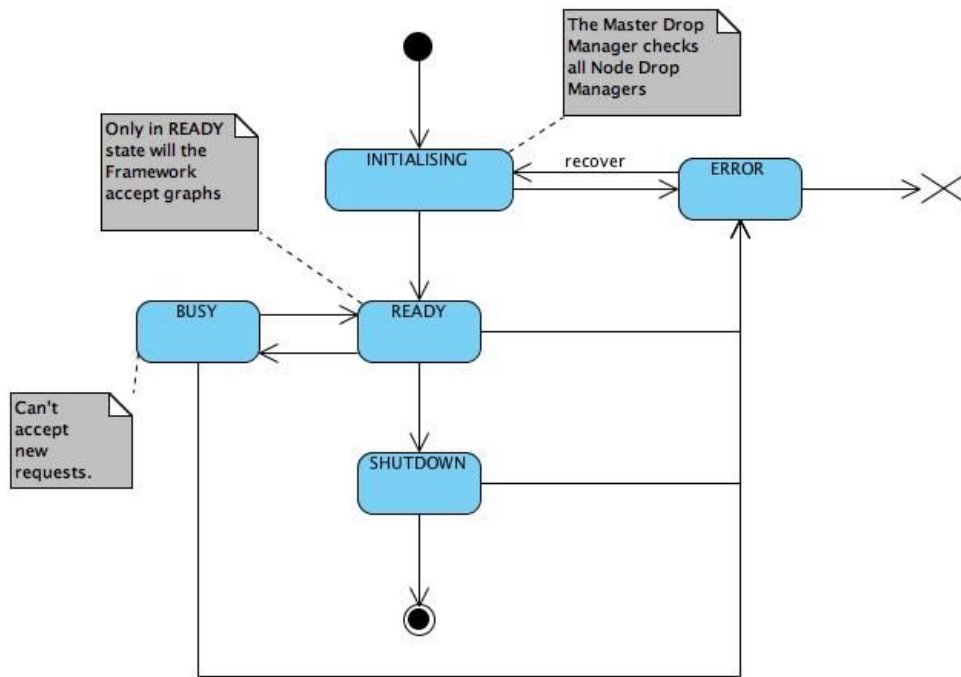 The Master Drop
Manager checks
all Node Drop
Managers
Only in READY
state will the
Framework
accept graphs
INITIALISING
recover
ERROR
BUSY
READY
Can't
accept
new
requests.
SHUTDOWN